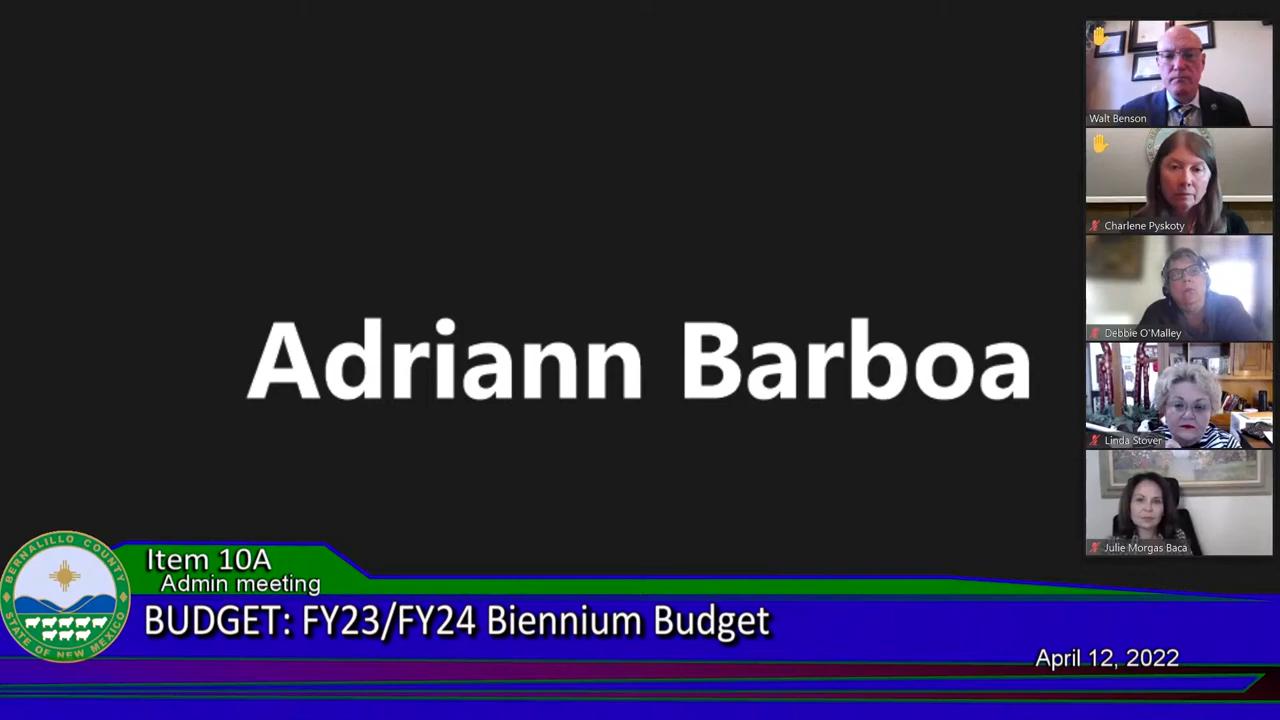 Walt Benson
Charlene Pyskoty
Debbie O'Malley
Linda Stover
Julie Morgas Baca
Adriann Barboa
Item 10A
Admin meeting
BUDGET: FY23/FY24 Biennium Budget
April 12, 2022
BERNALILLO COUNTY
STATE OF NEW MEXICO